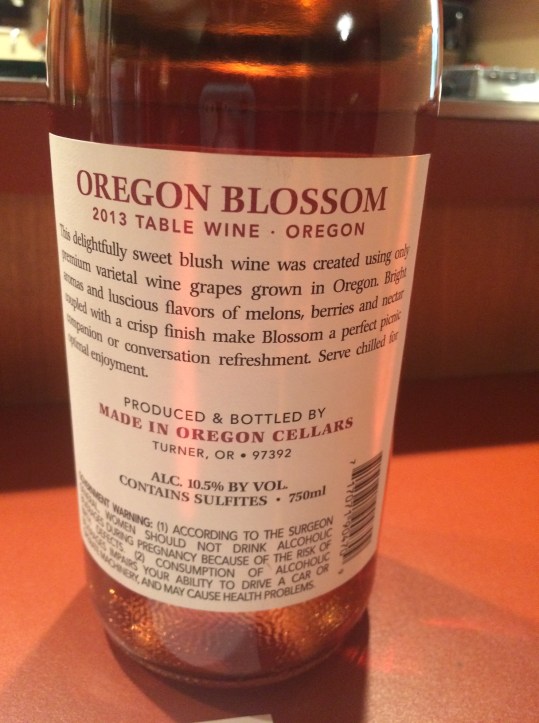 OREGON BLOSSOM
2013 TABLE WINE · OREGON
This delightfully sweet blush wine was created using only
premium varietal wine grapes grown in Oregon. Bright
aromas and luscious flavors of melons, berries and nectar
coupled with a crisp finish make Blossom a perfect picnic
companion or conversation refreshment. Serve chilled for
optimal enjoyment.
PRODUCED & BOTTLED BY
MADE IN OREGON CELLARS
TURNER, OR • 97392
ALC. 10.5% BY VOL.
CONTAINS SULFITES • 750ml
GOVERNMENT WARNING: (1) ACCORDING TO THE SURGEON
GENERAL, WOMEN SHOULD NOT DRINK ALCOHOLIC
BEVERAGES DURING PREGNANCY BECAUSE OF THE RISK OF
BIRTH DEFECTS. (2) CONSUMPTION OF ALCOHOLIC
BEVERAGES IMPAIRS YOUR ABILITY TO DRIVE A CAR OR
OPERATE MACHINERY, AND MAY CAUSE HEALTH PROBLEMS.